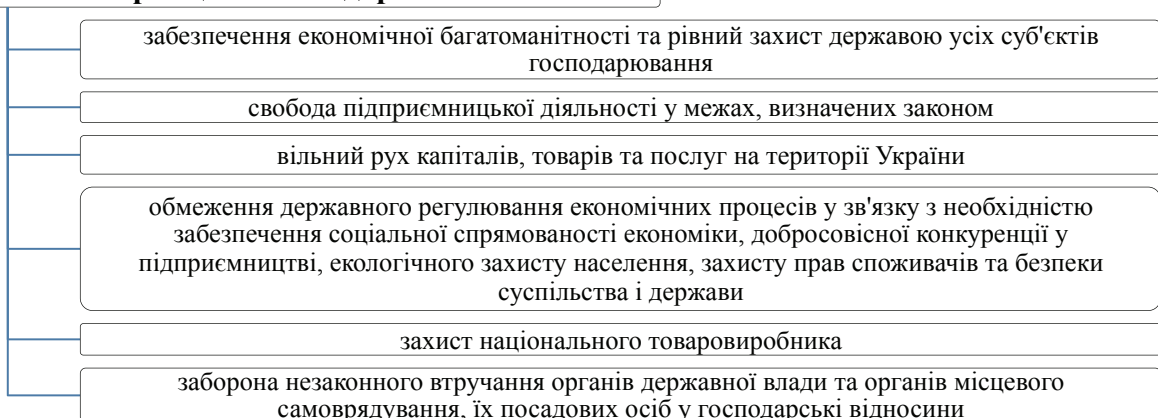 забезпечення економічної багатоманітності та рівний захист державою усіх суб'єктів
господарювання
свобода підприємницької діяльності у межах, визначених законом
вільний рух капіталів, товарів та послуг на території України
обмеження державного регулювання економічних процесів у зв'язку з необхідністю
забезпечення соціальної спрямованості економіки, добросовісної конкуренції у
підприємництві, екологічного захисту населення, захисту прав споживачів та безпеки
суспільства і держави
захист національного товаровиробника
заборона незаконного втручання органів державної влади та органів місцевого
самоврядування, їх посадових осіб у господарські відносини